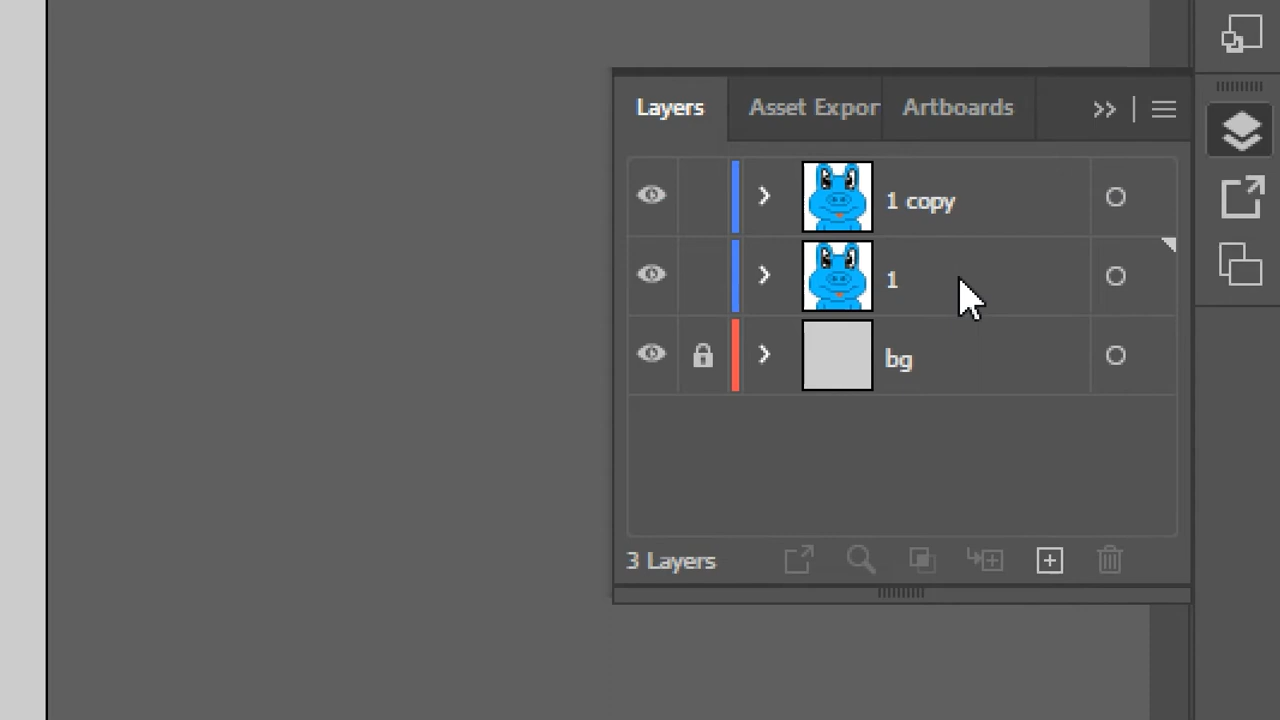 Layers
Asset Expor
Artboards
1 copy
1
bg
3 Layers